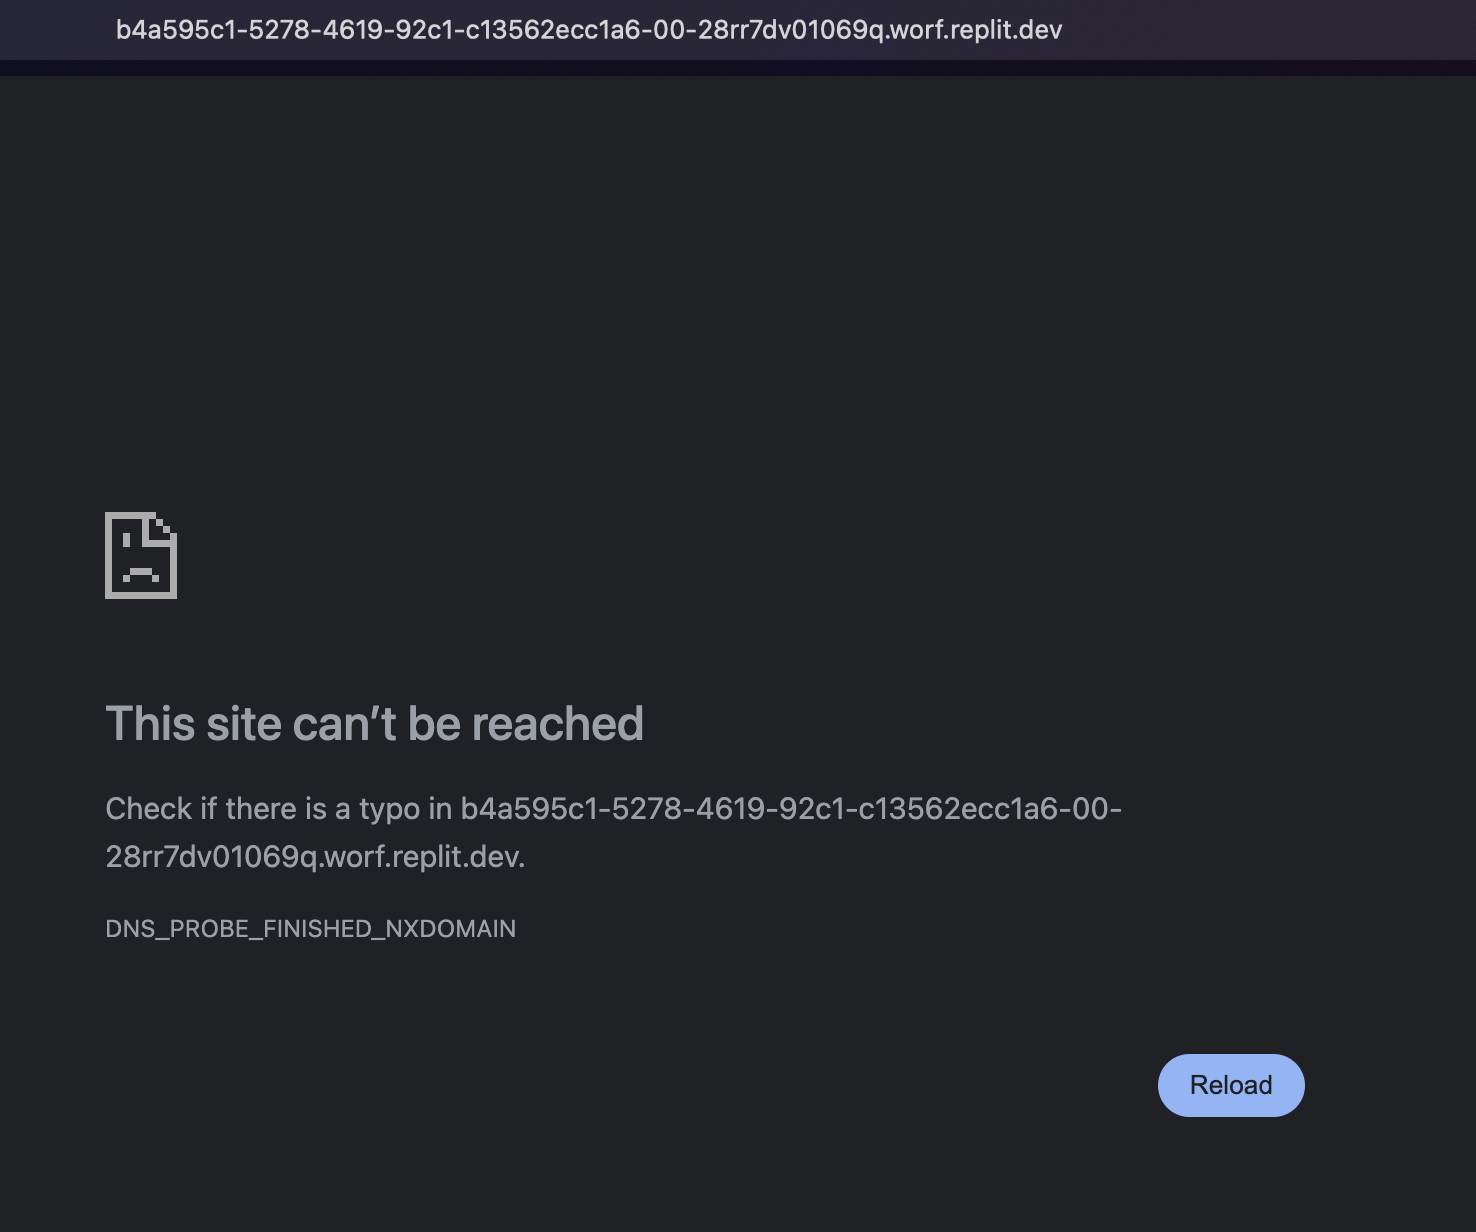 b4a595c1-5278-4619-92c1-c13562ecc1a6-00-28rr7dv01069q.worf.replit.dev
This site can’t be reached
Check if there is a typo in b4a595c1-5278-4619-92c1-c13562ecc1a6-00-
28rr7dv01069q.worf.replit.dev.
DNS_PROBE_FINISHED_NXDOMAIN
Reload